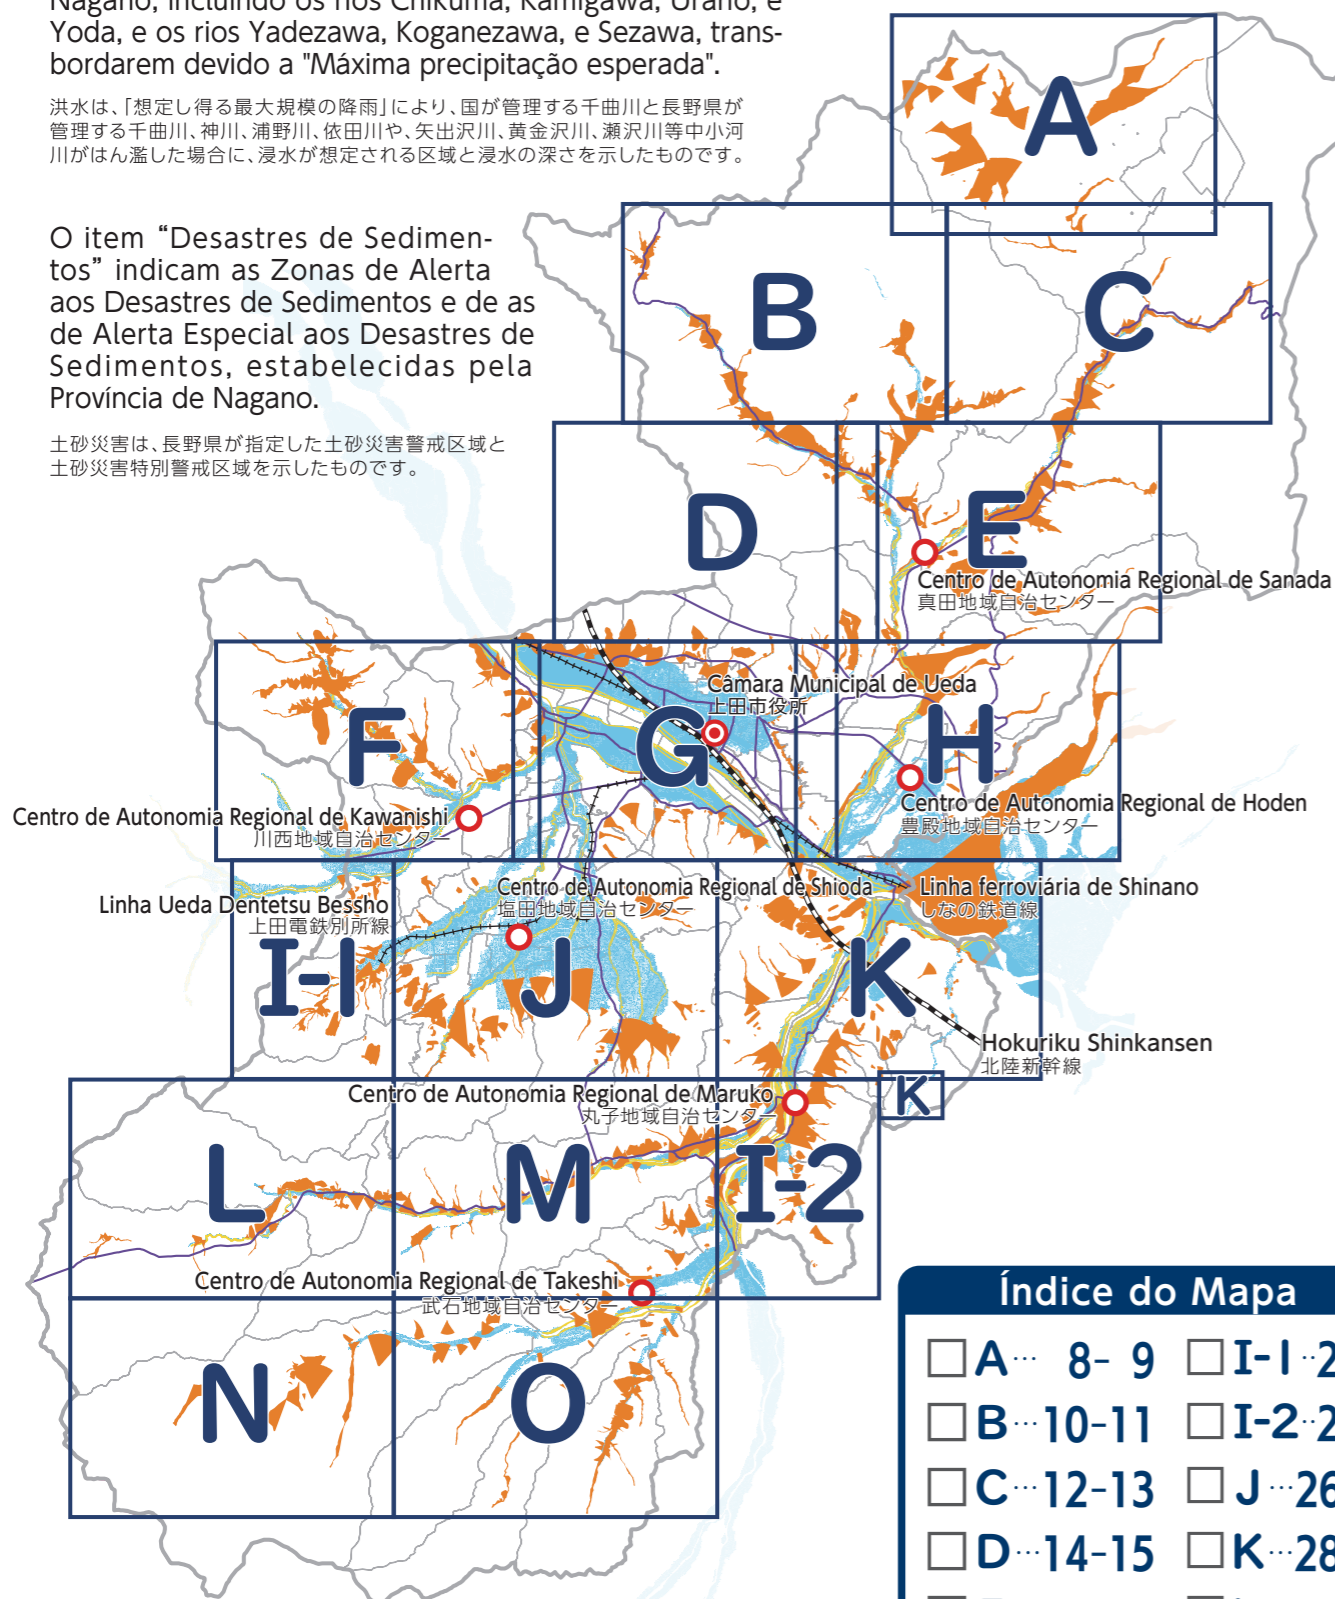 Nagano, incluindo os rios Chikuma, Kamigawa, Urano, e
Yoda, e os rios Yadezawa, Koganezawa, e Sezawa, trans-
bordarem devido a "Máxima precipitação esperada".
洪水は、「想定し得る最大規模の降雨」により、国が管理する千曲川と長野県が
管理する千曲川、神川、浦野川、依田川や、矢出沢川、黄金沢川、瀬沢川等中小河
川がはん濫した場合に、浸水が想定される区域と浸水の深さを示したものです。
O item “Desastres de Sedimen-
tos” indicam as Zonas de Alerta
aos Desastres de Sedimentos e de as
de Alerta Especial aos Desastres de
Sedimentos, estabelecidas pela
Província de Nagano.
土砂災害は、長野県が指定した土砂災害警戒区域と
土砂災害特別警戒区域を示したものです。
A
B
C
D
E
Centro de Autonomia Regional de Sanada
真田地域自治センター
Câmara Municipal de Ueda
上田市役所
F
G
H
Centro de Autonomia Regional de Kawanishi
川西地域自治センター
Centro de Autonomia Regional de Hoden
豊殿地域自治センター
Centro de Autonomia Regional de Shioda
塩田地域自治センター
Linha ferroviária de Shinano
しなの鉄道線
Linha Ueda Dentetsu Bessho
上田電鉄別所線
I-1
J
K
Hokuriku Shinkansen
北陸新幹線
Centro de Autonomia Regional de Maruko
丸子地域自治センター
K
L
M
I-2
Centro de Autonomia Regional de Takeshi
武石地域自治センター
N
O
Índice do Mapa
A… 8- 9
I-1‥2
B…10-11
I-2‥2
C…12-13
J…26
D…14-15
K…28